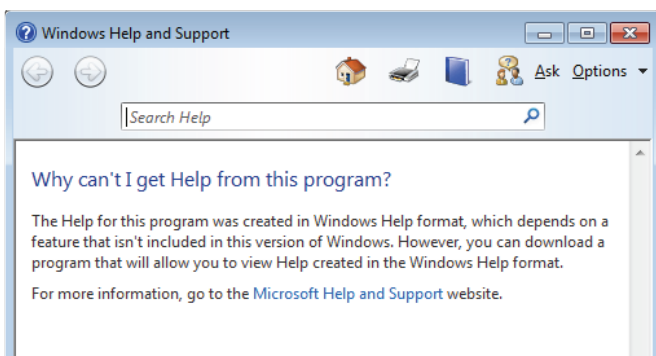 Windows Help and Support
Ask Options
Search Help
Why can't I get Help from this program?
The Help for this program was created in Windows Help format, which depends on a
feature that isn't included in this version of Windows. However, you can download a
program that will allow you to view Help created in the Windows Help format.
For more information, go to the Microsoft Help and Support website.